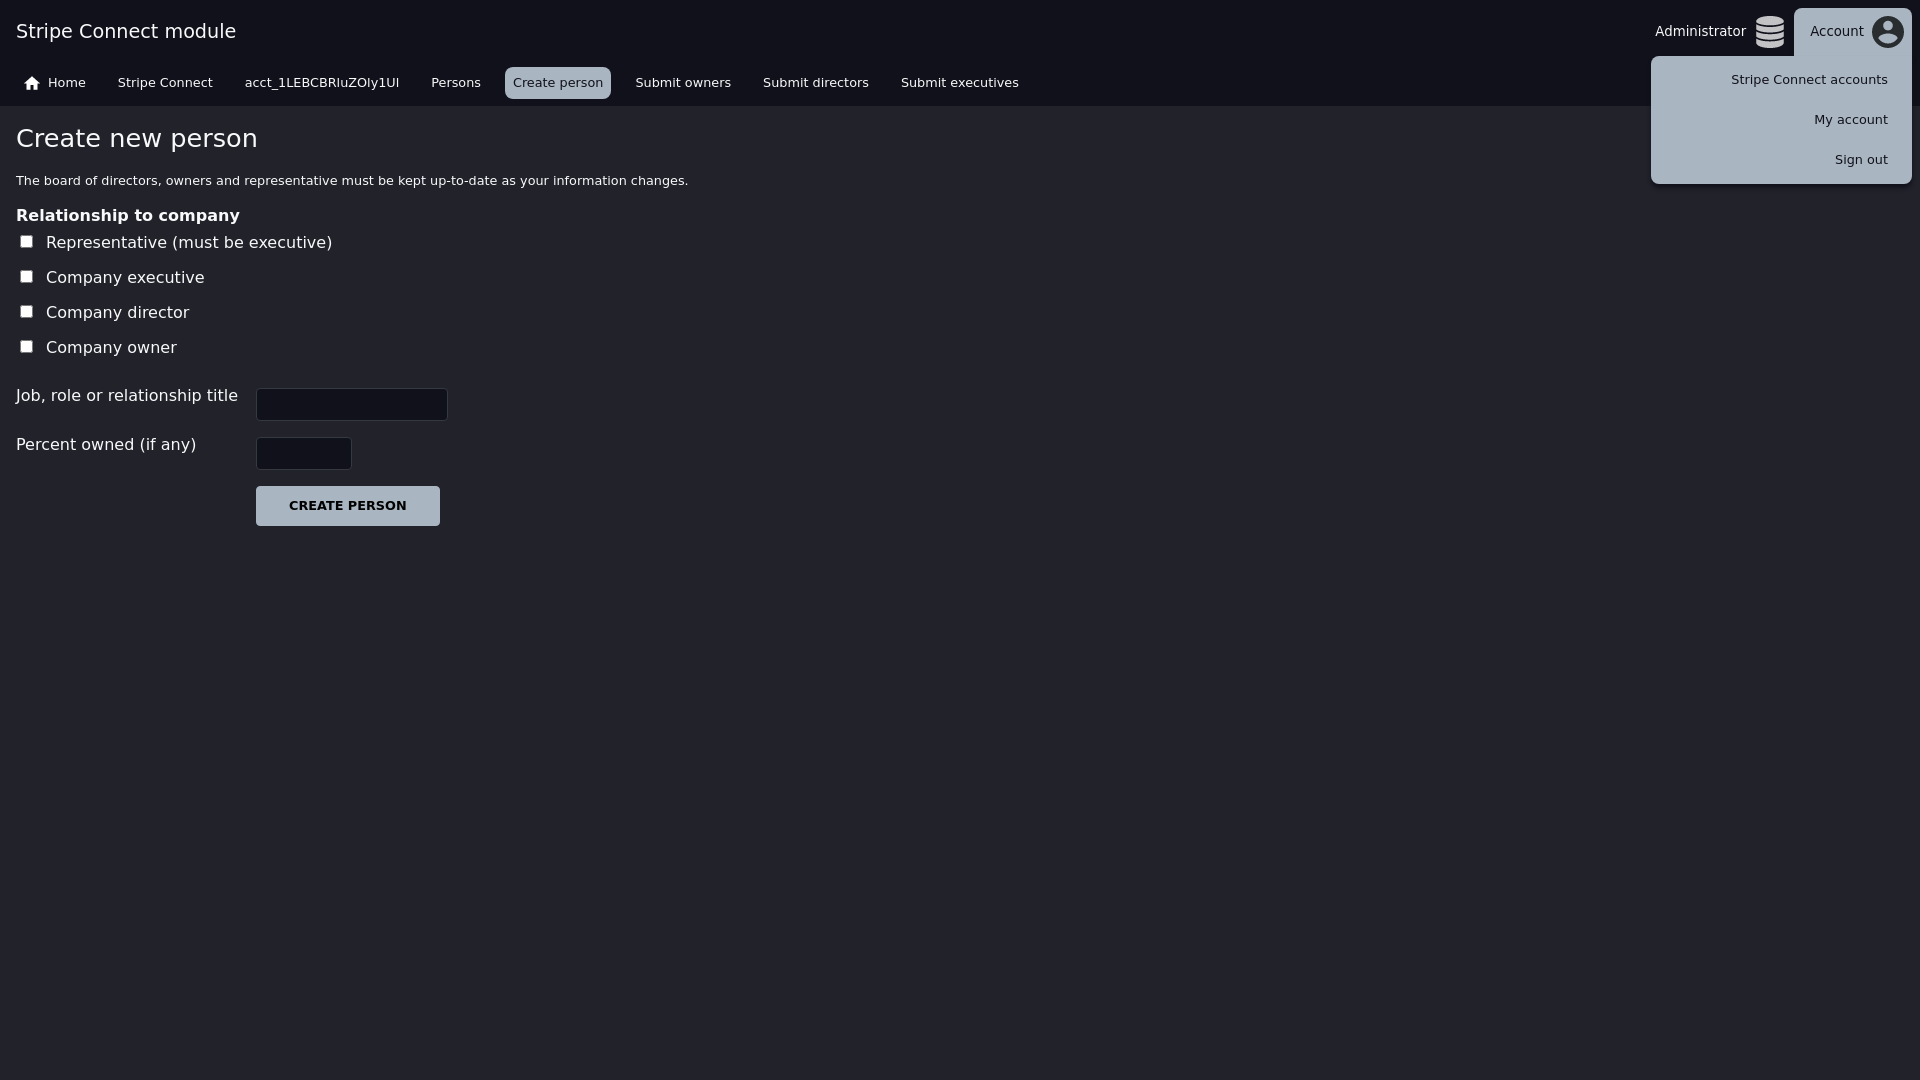 Stripe Connect module
Administrator
Account
Home
Stripe Connect
acct_1LEBCBRluZOly1UI
Persons
Create person
Submit owners
Submit directors
Submit executives
Stripe Connect accounts
My account
Sign out
Create new person
The board of directors, owners and representative must be kept up-to-date as your information changes.
Relationship to company
Representative (must be executive)
Company executive
Company director
Company owner
Job, role or relationship title
Percent owned (if any)
CREATE PERSON